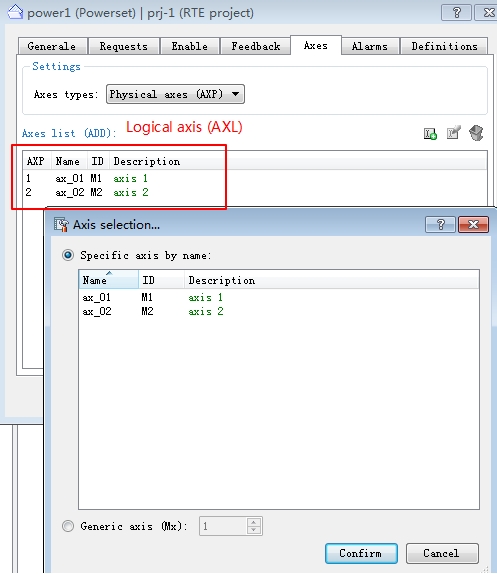 power1 (Powerset) | prj-1 (RTE project)
Generale Requests Enable Feedback Axes Alarms Definitions
Settings
Axes types: Physical axes (AXP)
Logical axis (AXL)
Axes list (ADD):
AXP Name ID Description
1 ax_01 M1 axis 1
2 ax_02 M2 axis 2
Axis selection...
Specific axis by name:
Name ID Description
ax_01 M1 axis 1
ax_02 M2 axis 2
Generic axis (Mx): 1
Confirm Cancel